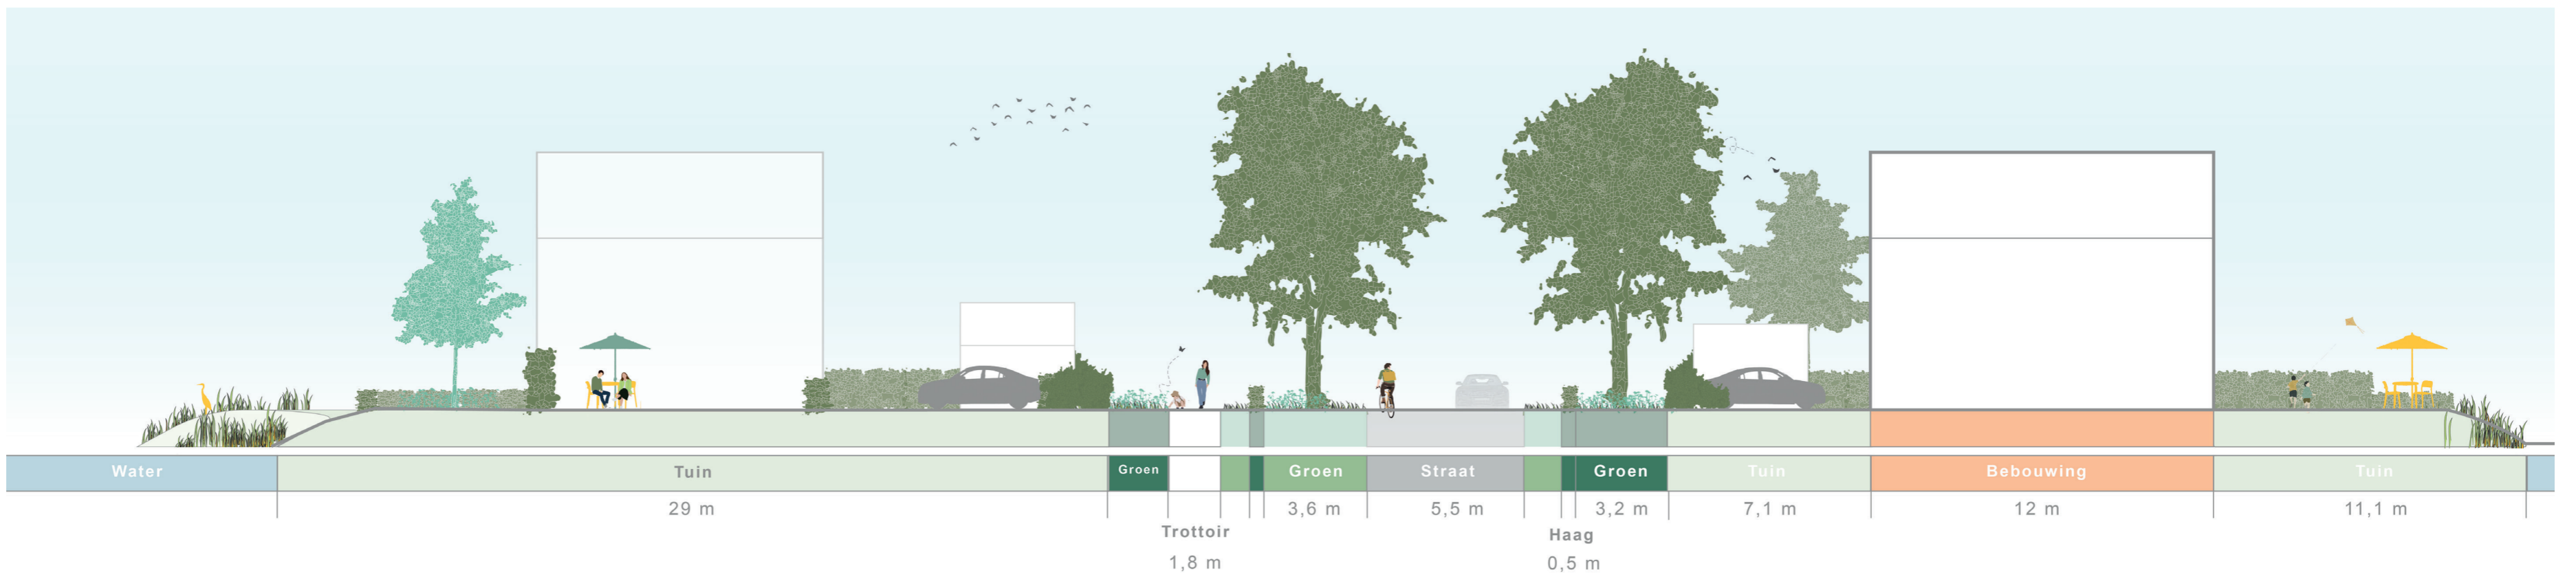 Water
Tuin
Groen
Groen
Straat
Groen
Tuin
Bebouwing
Tuin
29 m
3,6 m
5,5 m
3,2 m
7,1 m
12 m
11,1 m
Trottoir
Haag
1,8 m
0,5 m